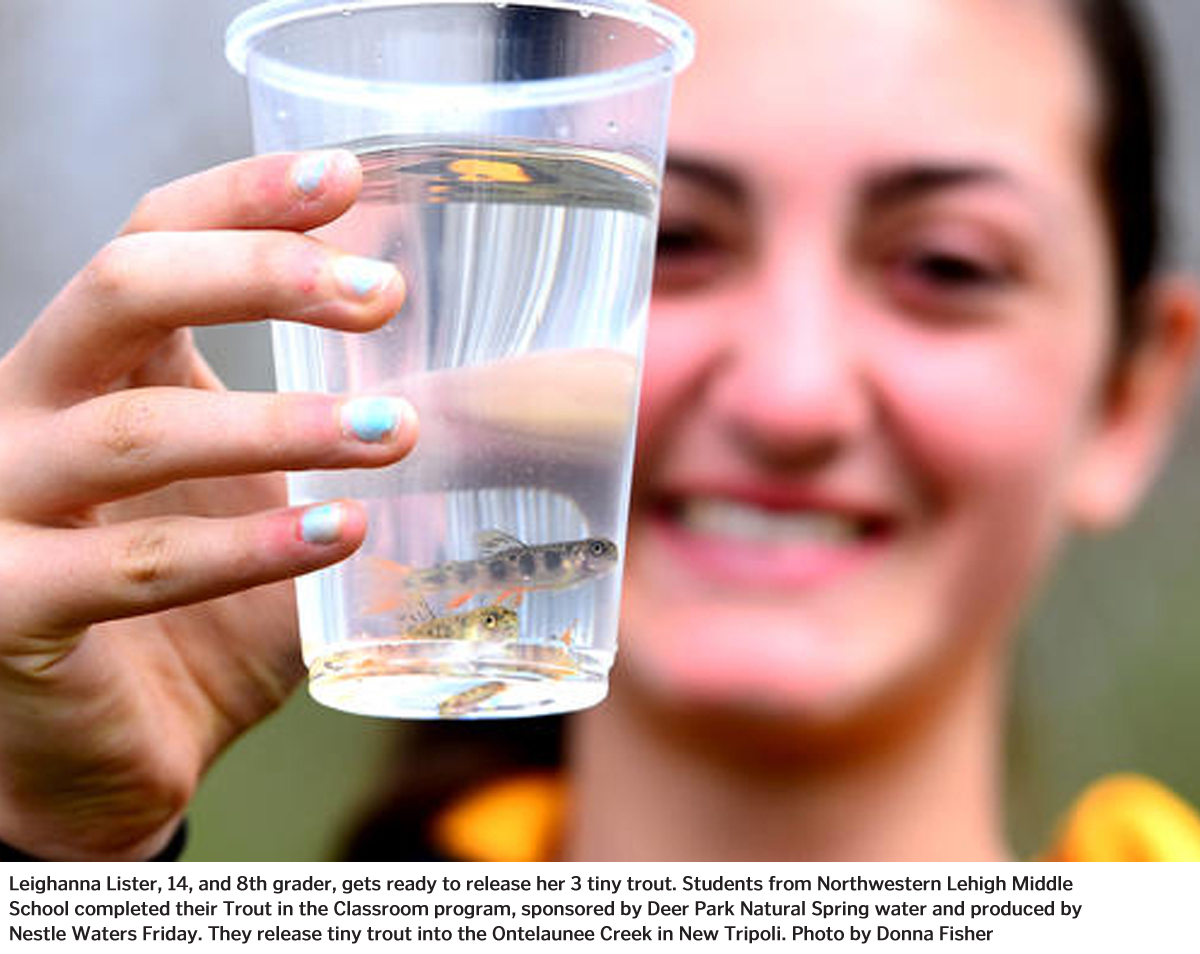 Leighanna Lister, 14, and 8th grader, gets ready to release her 3 tiny trout. Students from Northwestern Lehigh Middle
School completed their Trout in the Classroom program, sponsored by Deer Park Natural Spring water and produced by
Nestle Waters Friday. They release tiny trout into the Ontelaunee Creek in New Tripoli. Photo by Donna Fisher